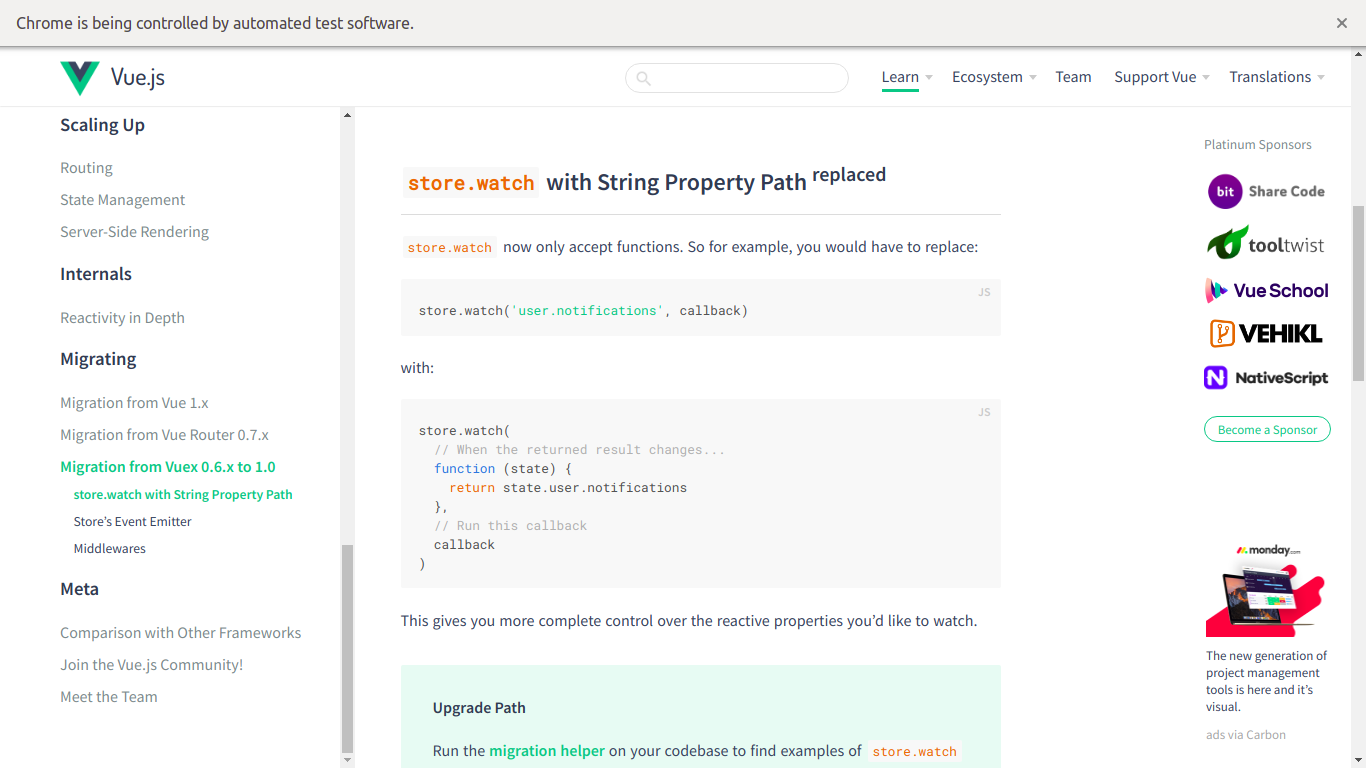 Chrome is being controlled by automated test software.
Vue.js
Learn
Ecosystem
Team
Support Vue
Translations
Scaling Up
Routing
State Management
Server-Side Rendering
Internals
Reactivity in Depth
Migrating
Migration from Vue 1.x
Migration from Vue Router 0.7.x
Migration from Vuex 0.6.x to 1.0
store.watch with String Property Path
Store’s Event Emitter
Middlewares
Meta
Comparison with Other Frameworks
Join the Vue.js Community!
Meet the Team
store.watch with String Property Path replaced
store.watch now only accept functions. So for example, you would have to replace:
JS
store.watch('user.notifications', callback)
with:
JS
store.watch(
// When the returned result changes...
function (state) {
return state.user.notifications
},
// Run this callback
callback
)
This gives you more complete control over the reactive properties you’d like to watch.
Upgrade Path
Run the migration helper on your codebase to find examples of store.watch
Platinum Sponsors
bit Share Code
tooltwist
Vue School
VEHIKL
NativeScript
Become a Sponsor
monday.com
The new generation of
project management
tools is here and it’s
visual.
ads via Carbon